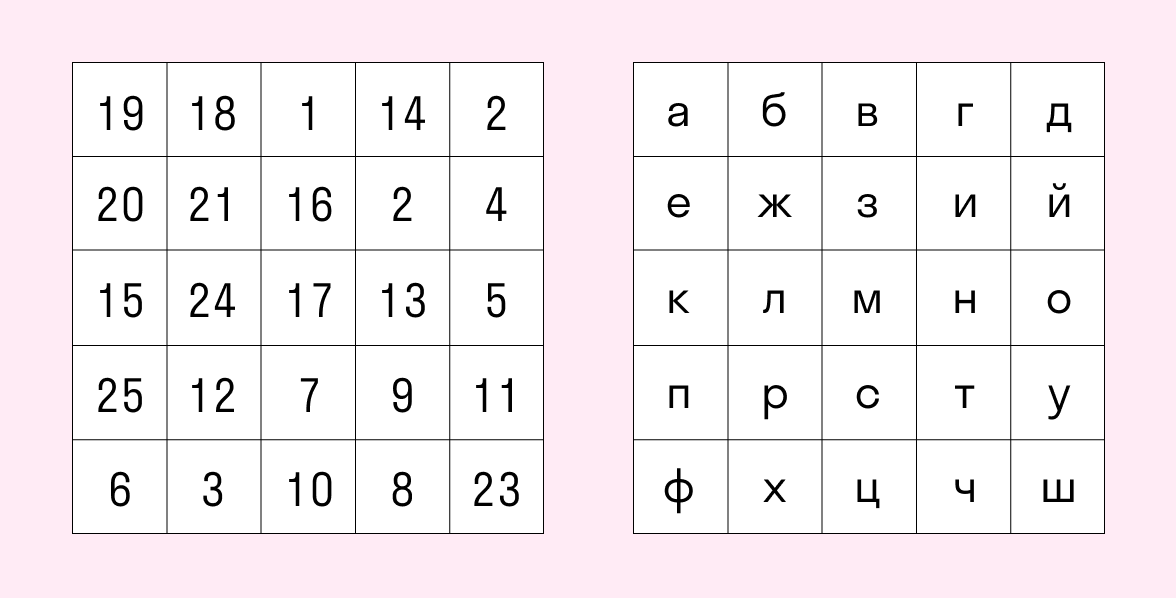 19 18 1 14 2
20 21 16 2 4
15 24 17 13 5
25 12 7 9 11
6 3 10 8 23
а б в г д
е ж з и й
к л м н о
п р с т у
ф х ц ч ш